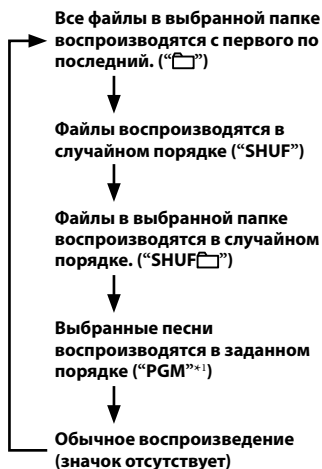 Все файлы в выбранной папке
воспроизводятся с первого по
последний. (“”)
Файлы воспроизводятся в
случайном порядке (“SHUF”)
Файлы в выбранной папке
воспроизводятся в случайном
порядке. (“SHUF”)
Выбранные песни
воспроизводятся в заданном
порядке (“PGM”*1)
Обычное воспроизведение
(значок отсутствует)